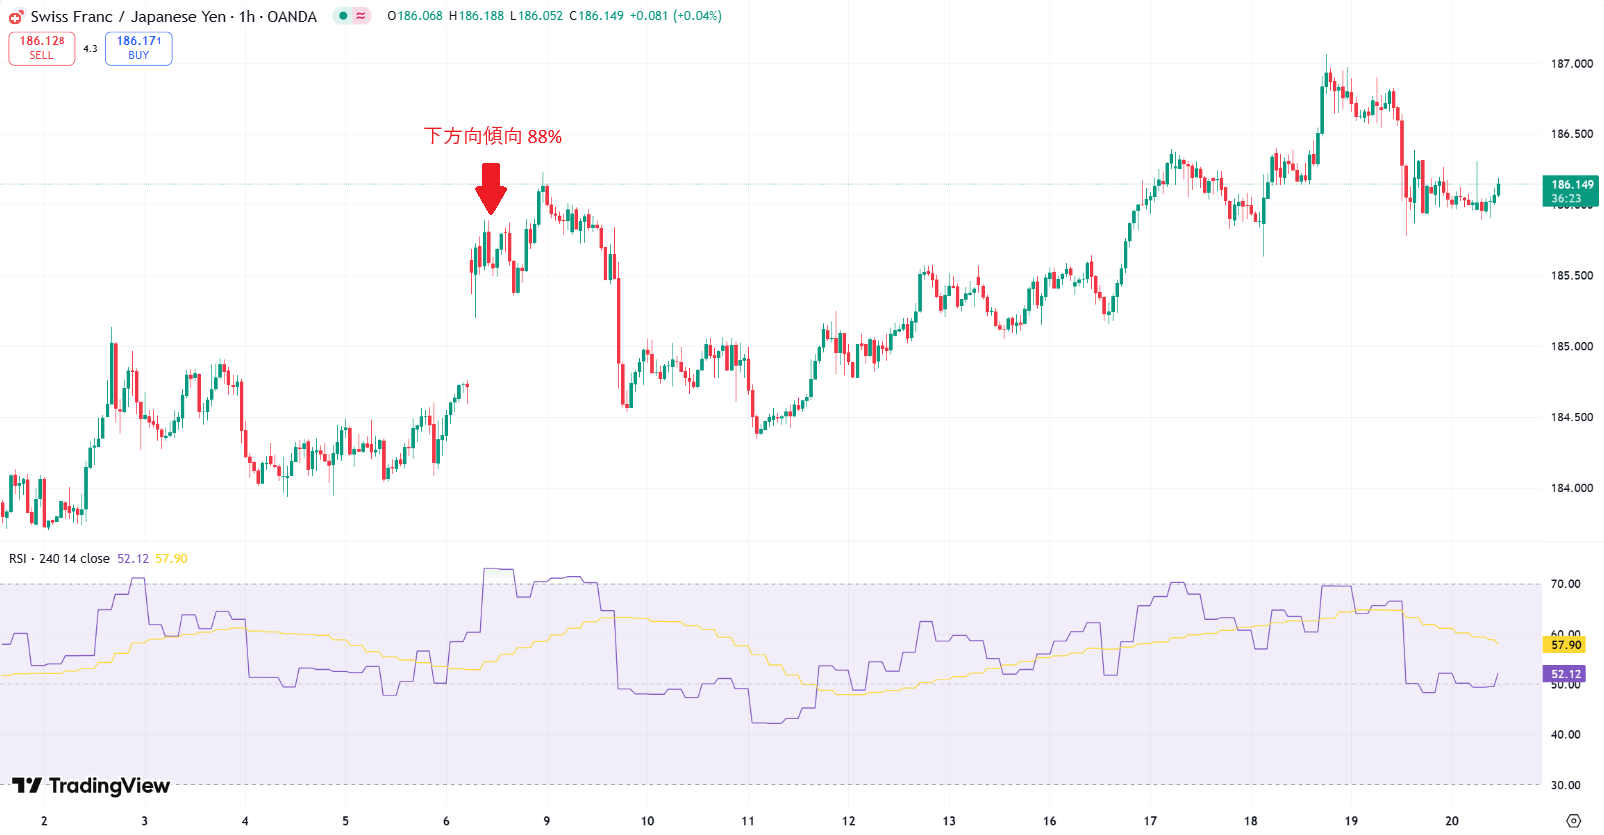 Swiss Franc / Japanese Yen · 1h · OANDA
O186.068 H186.188 L186.052 C186.149 +0.081 (+0.04%)
186.128
SELL
4.3
186.171
BUY
下方向傾向 88%
187.000
186.500
186.149
36:23
186.000
185.500
185.000
184.500
184.000
RSI · 240 14 close 52.12 57.90
70.00
60.00
57.90
52.12
50.00
40.00
30.00
TradingView
2 3 4 5 6 9 10 11 12 13 16 17 18 19 20